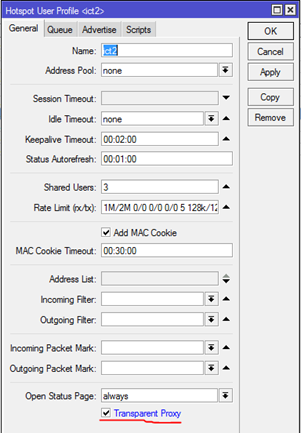 Hotspot User Profile <ict2>
General Queue Advertise Scripts
Name: ict2
OK
Address Pool: none
Cancel
Session Timeout:
Apply
Idle Timeout: none
Copy
Keepalive Timeout: 00:02:00
Remove
Status Autorefresh: 00:01:00
Shared Users: 3
Rate Limit (rx/tx): 1M/2M 0/0 0/0 0/0 5 128k/12
Add MAC Cookie
MAC Cookie Timeout: 00:30:00
Address List:
Incoming Filter:
Outgoing Filter:
Incoming Packet Mark:
Outgoing Packet Mark:
Open Status Page: always
Transparent Proxy